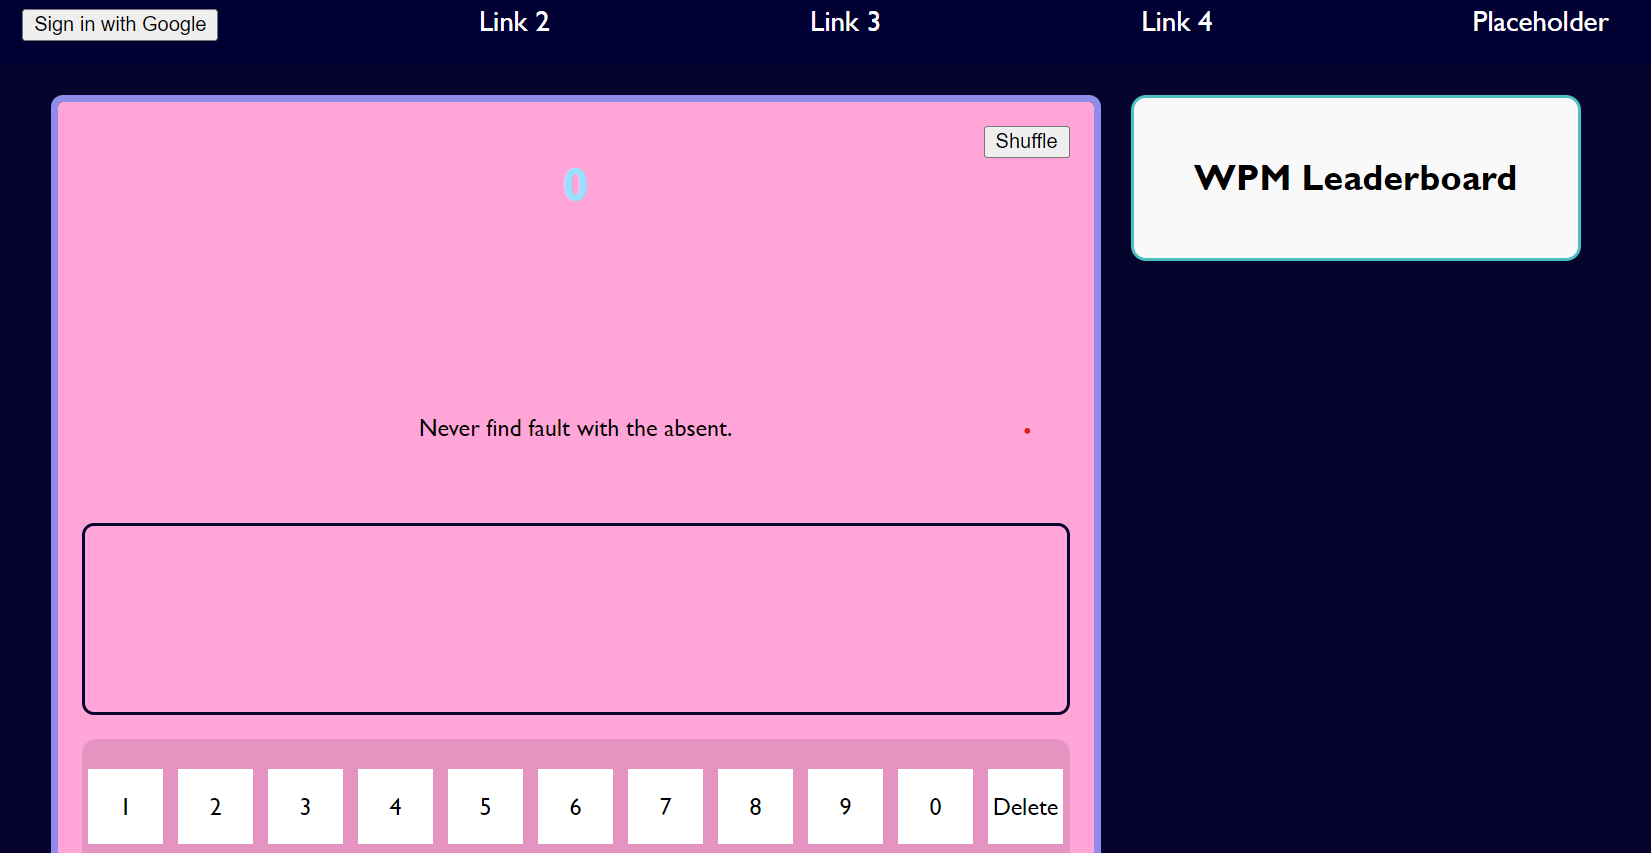 Sign in with Google Link 2 Link 3 Link 4 Placeholder
Shuffle
0
WPM Leaderboard
Never find fault with the absent.
1 2 3 4 5 6 7 8 9 0 Delete